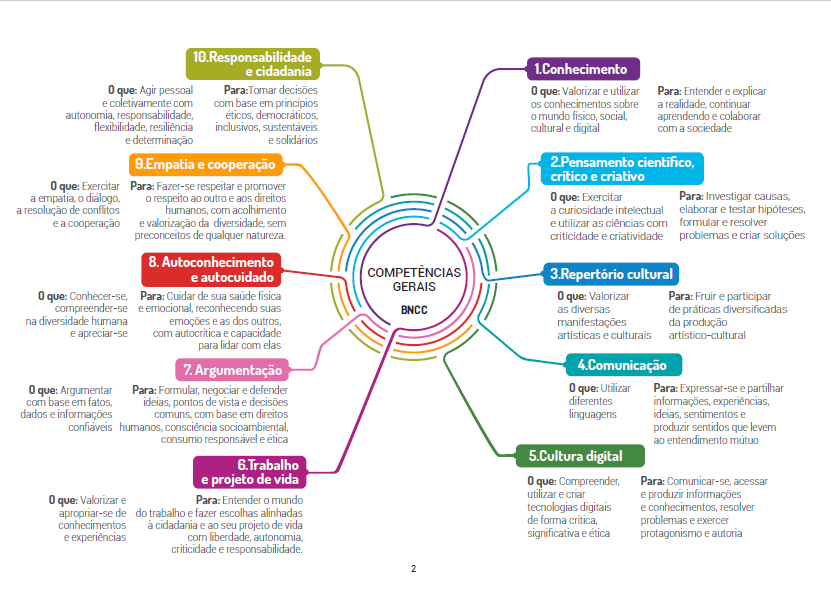 COMPETÊNCIAS
GERAIS
BNCC
1.Conhecimento
O que: Valorizar e utilizar
os conhecimentos sobre
o mundo físico, social,
cultural e digital
Para: Entender e explicar
a realidade, continuar
aprendendo e colaborar
com a sociedade
2.Pensamento científico,
crítico e criativo
O que: Exercitar
a curiosidade intelectual
e utilizar as ciências com
criticidade e criatividade
Para: Investigar causas,
elaborar e testar hipóteses,
formular e resolver
problemas e criar soluções
3.Repertório cultural
O que: Valorizar
as diversas
manifestações
artísticas e culturais
Para: Fruir e participar
de práticas diversificadas
da produção
artístico-cultural
4.Comunicação
O que: Utilizar
diferentes
linguagens
Para: Expressar-se e partilhar
informações, experiências,
ideias, sentimentos e
produzir sentidos que levem
ao entendimento mútuo
5.Cultura digital
O que: Compreender,
utilizar e criar
tecnologias digitais
de forma crítica,
significativa e ética
Para: Comunicar-se, acessar
e produzir informações
e conhecimentos, resolver
problemas e exercer
protagonismo e autoria
6.Trabalho
e projeto de vida
O que: Valorizar e
apropriar-se de
conhecimentos
e experiências
Para: Entender o mundo
do trabalho e fazer escolhas alinhadas
à cidadania e ao seu projeto de vida
com liberdade, autonomia,
criticidade e responsabilidade.
7. Argumentação
O que: Argumentar
com base em fatos,
dados e informações
confiáveis
Para: Formular, negociar e defender
ideias, pontos de vista e decisões
comuns, com base em direitos
humanos, consciência socioambiental,
consumo responsável e ética
8. Autoconhecimento
e autocuidado
O que: Conhecer-se,
compreender-se
na diversidade humana
e apreciar-se
Para: Cuidar de sua saúde física
e emocional, reconhecendo suas
emoções e as dos outros,
com autocrítica e capacidade
para lidar com elas
9.Empatia e cooperação
O que: Exercitar
a empatia, o diálogo,
a resolução de conflitos
e a cooperação
Para: Fazer-se respeitar e promover
o respeito ao outro e aos direitos
humanos, com acolhimento
e valorização da diversidade, sem
preconceitos de qualquer natureza.
10.Responsabilidade
e cidadania
O que: Agir pessoal
e coletivamente com
autonomia, responsabilidade,
flexibilidade, resiliência
e determinação
Para:Tomar decisões
com base em princípios
éticos, democráticos,
inclusivos, sustentáveis
e solidários
2